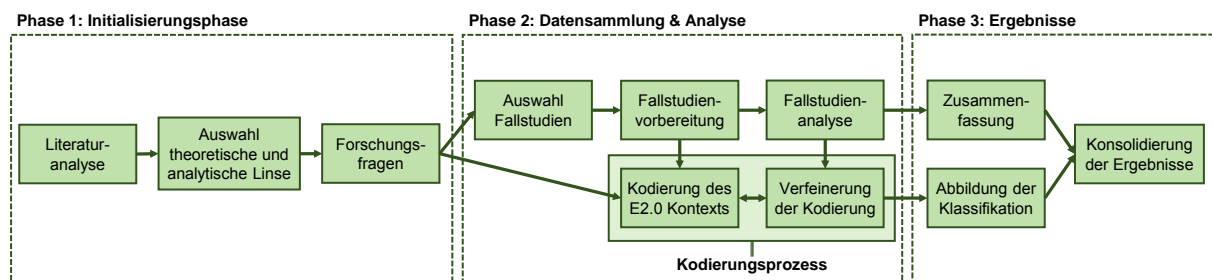 Phase 1: Initialisierungsphase
Literatur-
analyse
Auswahl
theoretische und
analytische Linse
Forschungs-
fragen
Phase 2: Datensammlung & Analyse
Auswahl
Fallstudien
Fallstudien-
vorbereitung
Fallstudien-
analyse
Kodierung des
E2.0 Kontexts
Verfeinerung
der Kodierung
Kodierungsprozess
Phase 3: Ergebnisse
Zusammen-
fassung
Abbildung der
Klassifikation
Konsolidierung
der Ergebnisse